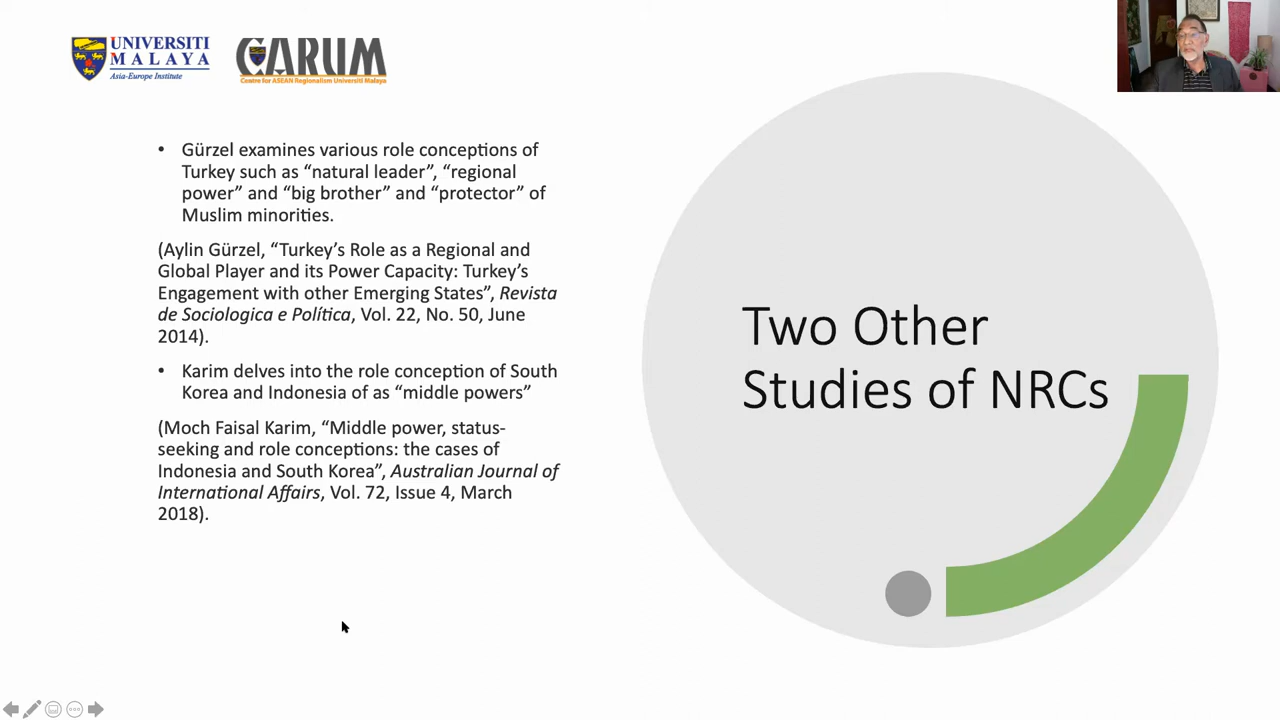 UNIVERSITI
MALAYA
Asia-Europe Institute
CARUM
Centre for ASEAN Regionalism Universiti Malaya
• Gürzel examines various role conceptions of
Turkey such as “natural leader”, “regional
power” and “big brother” and “protector” of
Muslim minorities.
(Aylin Gürzel, “Turkey’s Role as a Regional and
Global Player and its Power Capacity: Turkey’s
Engagement with other Emerging States”, Revista
de Sociologica e Política, Vol. 22, No. 50, June
2014).
• Karim delves into the role conception of South
Korea and Indonesia of as “middle powers”
(Moch Faisal Karim, “Middle power, status-
seeking and role conceptions: the cases of
Indonesia and South Korea”, Australian Journal of
International Affairs, Vol. 72, Issue 4, March
2018).
Two Other
Studies of NRCs